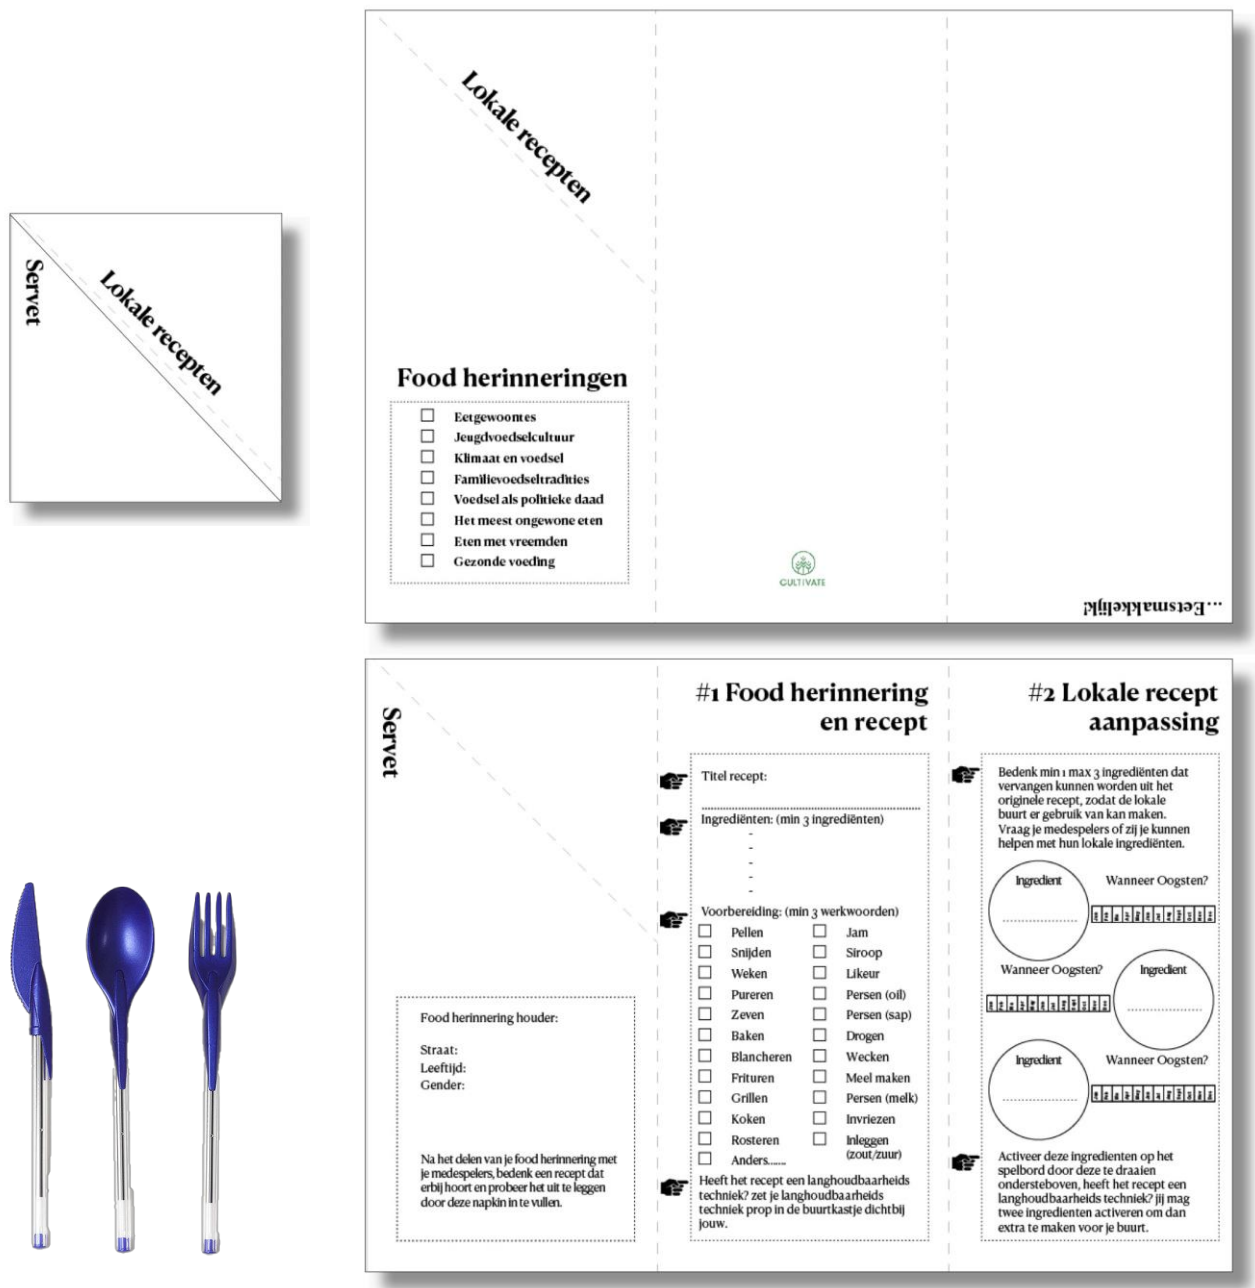 Servet
Lokale recepten
Lokale recepten
Food herinneringen
Eetgewoontes
Jeugdvoedselcultuur
Klimaat en voedsel
Familievoedseltradities
Voedsel als politieke daad
Het meest ongewone eten
Eten met vreemden
Gezonde voeding
CULTIVATE
...Eetsmakkelijk!
Servet
Food herinnering houder:
Straat:
Leeftijd:
Gender:
Na het delen van je food herinnering met
je medespelers, bedenk een recept dat
erbij hoort en probeer het uit te leggen
door deze napkin in te vullen.
#1 Food herinnering
en recept
Titel recept:
Ingrediënten: (min 3 ingrediënten)
-
-
-
-
-
Voorbereiding: (min 3 werkwoorden)
Pellen
Snijden
Weken
Pureren
Zeven
Baken
Blancheren
Frituren
Grillen
Koken
Rosteren
Anders......
Jam
Siroop
Likeur
Persen (oil)
Persen (sap)
Drogen
Wecken
Meel maken
Persen (melk)
Invriezen
Inleggen
(zout/zuur)
Heeft het recept een langhoudbaarheids
techniek? zet je langhoudbaarheids
techniek prop in de buurtkastje dichtbij
jouw.
#2 Lokale recept
aanpassing
Bedenk min 1 max 3 ingrediënten dat
vervangen kunnen worden uit het
originele recept, zodat de lokale
buurt er gebruik van kan maken.
Vraag je medespelers of zij je kunnen
helpen met hun lokale ingrediënten.
Ingredient
Wanneer Oogsten?
Wanneer Oogsten?
Ingredient
Ingredient
Wanneer Oogsten?
Activeer deze ingredienten op het
spelbord door deze te draaien
ondersteboven, heeft het recept een
langhoudbaarheids techniek? jij mag
twee ingredienten activeren om dan
extra te maken voor je buurt.